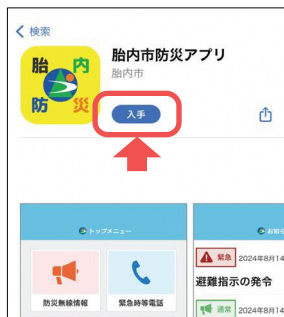 検索
胎内
防災
胎内市防災アプリ
胎内市
入手
トップメニュー
防災無線情報
緊急時等電話
緊急 2024年8月14
避難指示の発令
通常 2024年8月14